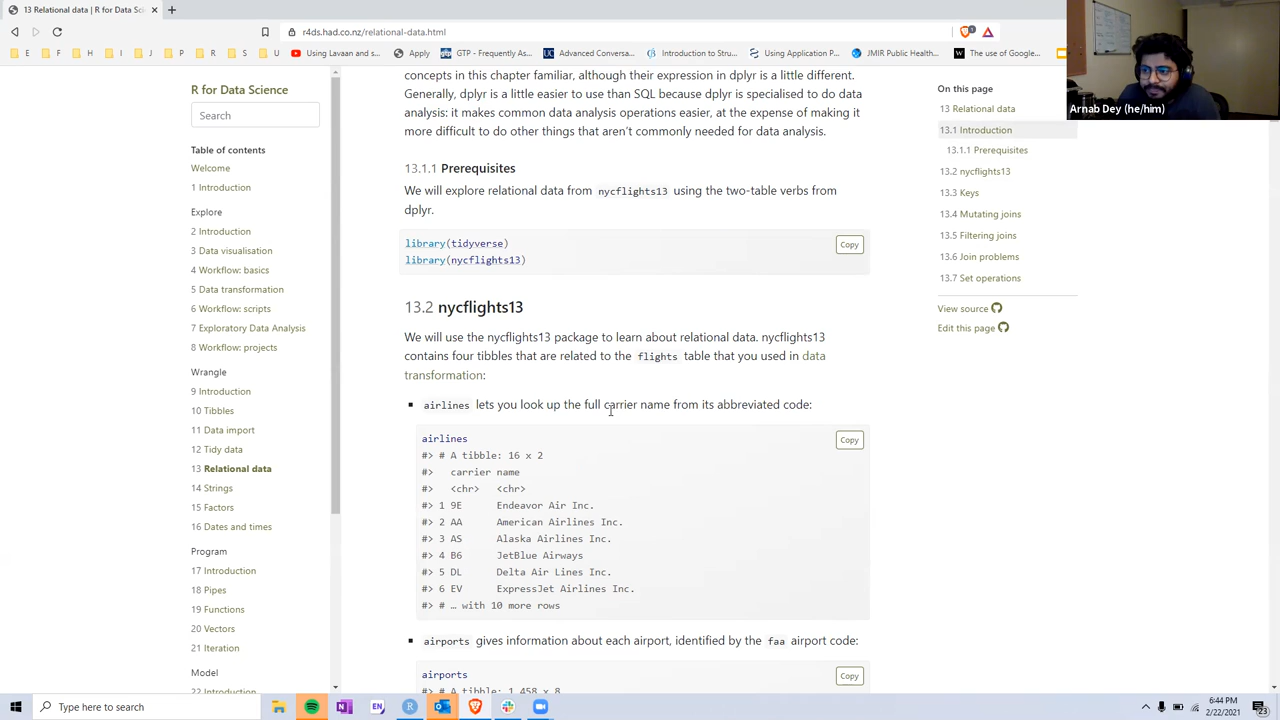 13 Relational data | R for Data Scie
r4ds.had.co.nz/relational-data.html
E
F
H
I
J
P
R
S
Using Lavaan and s...
Apply
GTP - Frequently As...
Advanced Conversa...
Introduction to Stru...
Using Application P...
JMIR Public Health...
The use of Google...
Arnab Dey (he/him)
R for Data Science
Search
Table of contents
Welcome
1 Introduction
Explore
2 Introduction
3 Data visualisation
4 Workflow: basics
5 Data transformation
6 Workflow: scripts
7 Exploratory Data Analysis
8 Workflow: projects
Wrangle
9 Introduction
10 Tibbles
11 Data import
12 Tidy data
13 Relational data
14 Strings
15 Factors
16 Dates and times
Program
17 Introduction
18 Pipes
19 Functions
20 Vectors
21 Iteration
Model
22 Introduction
concepts in this chapter familiar, although their expression in dplyr is a little different.
Generally, dplyr is a little easier to use than SQL because dplyr is specialised to do data
analysis: it makes common data analysis operations easier, at the expense of making it
more difficult to do other things that aren't commonly needed for data analysis.
13.1.1 Prerequisites
We will explore relational data from nycflights13 using the two-table verbs from
dplyr.
library(tidyverse)
library(nycflights13)
Copy
13.2 nycflights13
We will use the nycflights13 package to learn about relational data. nycflights13
contains four tibbles that are related to the flights table that you used in data
transformation:
airlines lets you look up the full carrier name from its abbreviated code:
airlines
Copy
#> # A tibble: 16 x 2
#> carrier name
#> <chr> <chr>
#> 1 9E Endeavor Air Inc.
#> 2 AA American Airlines Inc.
#> 3 AS Alaska Airlines Inc.
#> 4 B6 JetBlue Airways
#> 5 DL Delta Air Lines Inc.
#> 6 EV ExpressJet Airlines Inc.
#> # … with 10 more rows
airports gives information about each airport, identified by the faa airport code:
airports
Copy
#> # A tibble: 1,458 x 8
On this page
13 Relational data
13.1 Introduction
13.1.1 Prerequisites
13.2 nycflights13
13.3 Keys
13.4 Mutating joins
13.5 Filtering joins
13.6 Join problems
13.7 Set operations
View source
Edit this page
Type here to search
EN
6:44 PM
2/22/2021
23